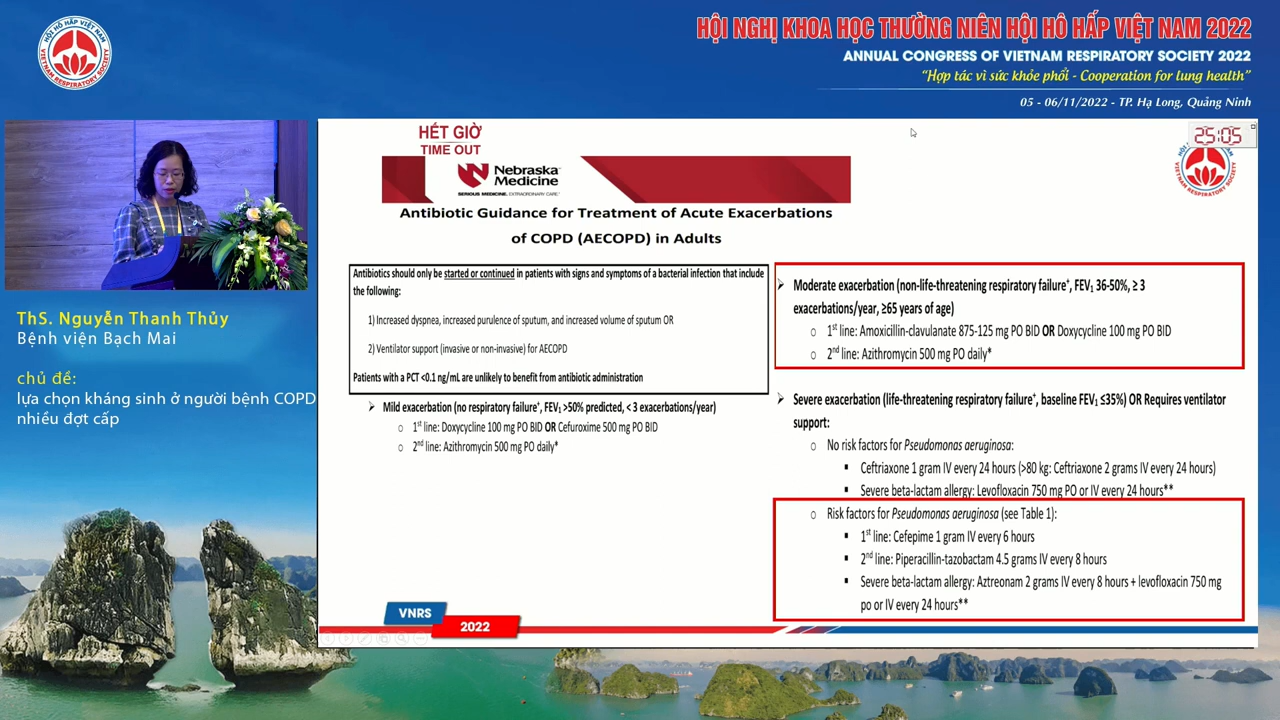 HỘI HÔ HẤP VIỆT NAM
VIETNAM RESPIRATORY SOCIETY
HỘI NGHỊ KHOA HỌC THƯỜNG NIÊN HỘI HÔ HẤP VIỆT NAM 2022
ANNUAL CONGRESS OF VIETNAM RESPIRATORY SOCIETY 2022
“Hợp tác vì sức khỏe phổi - Cooperation for lung health”
05 - 06/11/2022 - TP. Hạ Long, Quảng Ninh
ThS. Nguyễn Thanh Thủy
Bệnh viện Bạch Mai
chủ đề:
lựa chọn kháng sinh ở người bệnh COPD
nhiều đợt cấp
HẾT GIỜ
TIME OUT
25:05
Nebraska
Medicine
SERIOUS MEDICINE. EXTRAORDINARY CARE.
Antibiotic Guidance for Treatment of Acute Exacerbations
of COPD (AECOPD) in Adults
Antibiotics should only be started or continued in patients with signs and symptoms of a bacterial infection that include
the following:
1) Increased dyspnea, increased purulence of sputum, and increased volume of sputum OR
2) Ventilator support (invasive or non-invasive) for AECOPD
Patients with a PCT <0.1 ng/mL are unlikely to benefit from antibiotic administration
➢ Mild exacerbation (no respiratory failure⁺, FEV₁ >50% predicted, < 3 exacerbations/year)
o 1st line: Doxycycline 100 mg PO BID OR Cefuroxime 500 mg PO BID
o 2nd line: Azithromycin 500 mg PO daily*
➢ Moderate exacerbation (non-life-threatening respiratory failure⁺, FEV₁ 36-50%, ≥ 3
exacerbations/year, ≥65 years of age)
o 1st line: Amoxicillin-clavulanate 875-125 mg PO BID OR Doxycycline 100 mg PO BID
o 2nd line: Azithromycin 500 mg PO daily*
➢ Severe exacerbation (life-threatening respiratory failure⁺, baseline FEV₁ ≤35%) OR Requires ventilator
support:
o No risk factors for Pseudomonas aeruginosa:
▪ Ceftriaxone 1 gram IV every 24 hours (>80 kg: Ceftriaxone 2 grams IV every 24 hours)
▪ Severe beta-lactam allergy: Levofloxacin 750 mg PO or IV every 24 hours**
o Risk factors for Pseudomonas aeruginosa (see Table 1):
▪ 1st line: Cefepime 1 gram IV every 6 hours
▪ 2nd line: Piperacillin-tazobactam 4.5 grams IV every 8 hours
▪ Severe beta-lactam allergy: Aztreonam 2 grams IV every 8 hours + levofloxacin 750 mg
po or IV every 24 hours**
VNRS
2022